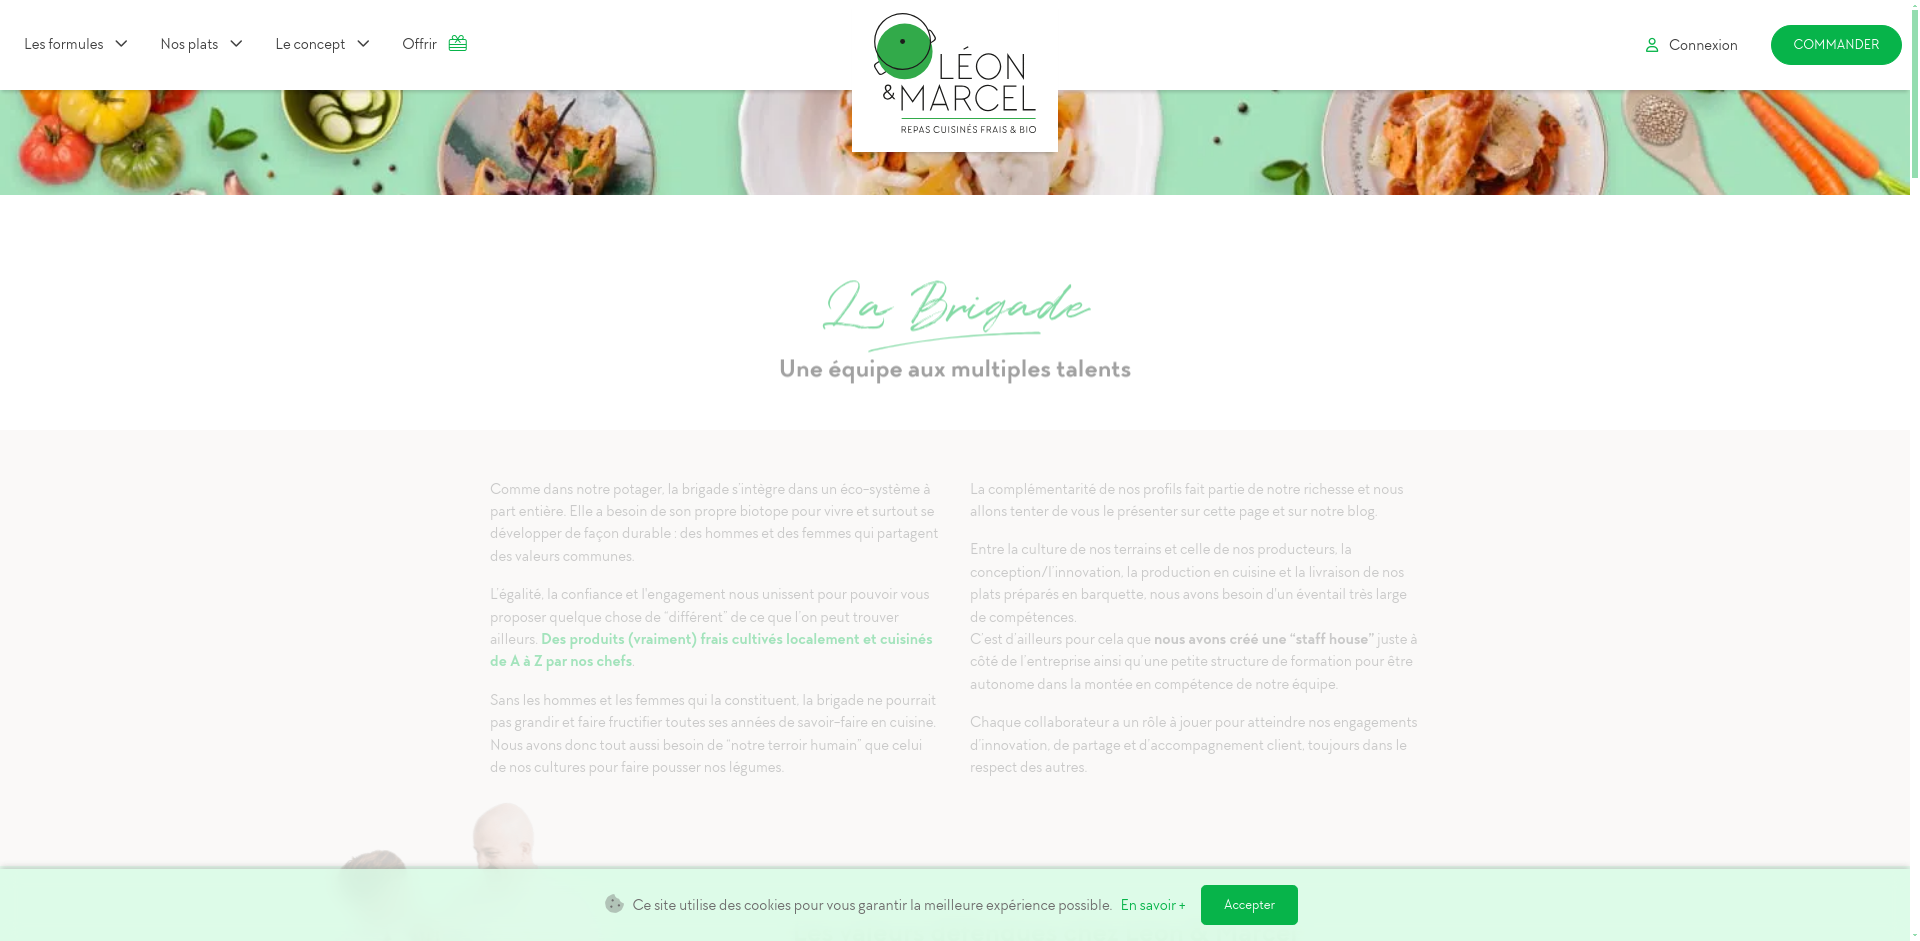 Les formules
Nos plats
Le concept
Offrir
LÉON
& MARCEL
REPAS CUISINÉS FRAIS & BIO
Connexion
COMMANDER
La Brigade
Une équipe aux multiples talents
Comme dans notre potager, la brigade s'intègre dans un éco-système à
part entière. Elle a besoin de son propre biotope pour vivre et surtout se
développer de façon durable : des hommes et des femmes qui partagent
des valeurs communes.
L'égalité, la confiance et l'engagement nous unissent pour pouvoir vous
proposer quelque chose de "différent" de ce que l'on peut trouver
ailleurs. Des produits (vraiment) frais cultivés localement et cuisinés
de A à Z par nos chefs.
Sans les hommes et les femmes qui la constituent, la brigade ne pourrait
pas grandir et faire fructifier toutes ses années de savoir-faire en cuisine.
Nous avons donc tout aussi besoin de "notre terroir humain" que celui
de nos cultures pour faire pousser nos légumes.
La complémentarité de nos profils fait partie de notre richesse et nous
allons tenter de vous le présenter sur cette page et sur notre blog.
Entre la culture de nos terrains et celle de nos producteurs, la
conception/l'innovation, la production en cuisine et la livraison de nos
plats préparés en barquette, nous avons besoin d'un éventail très large
de compétences.
C'est d'ailleurs pour cela que nous avons créé une “staff house” juste à
côté de l'entreprise ainsi qu'une petite structure de formation pour être
autonome dans la montée en compétence de notre équipe.
Chaque collaborateur a un rôle à jouer pour atteindre nos engagements
d'innovation, de partage et d'accompagnement client, toujours dans le
respect des autres.
Ce site utilise des cookies pour vous garantir la meilleure expérience possible. En savoir +
Accepter